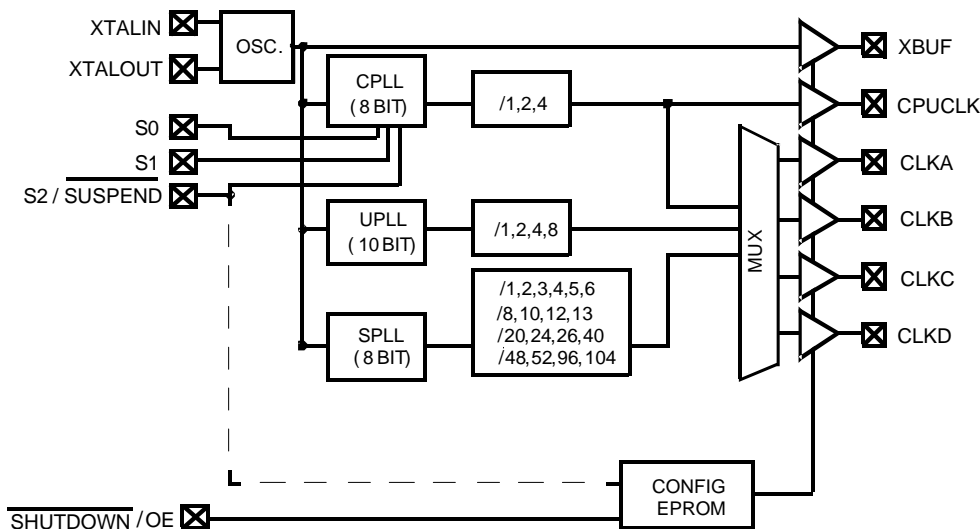 XTALIN
OSC.
XTALOUT
XBUF
CPLL
(8 BIT)
/1,2,4
CPUCLK
S0
S1
S2 / SUSPEND
CLKA
CLKB
CLKC
CLKD
UPLL
(10 BIT)
/1,2,4,8
MUX
SPLL
(8 BIT)
/1,2,3,4,5,6
/8,10,12,13
/20,24,26,40
/48,52,96,104
CONFIG
EPROM
SHUTDOWN / OE